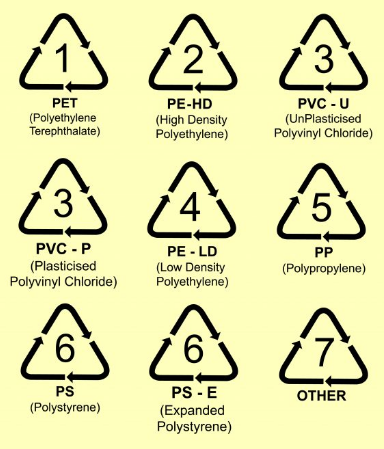 1
PET
(Polyethylene
Terephthalate)
2
PE-HD
(High Density
Polyethylene)
3
PVC - U
(UnPlasticised
Polyvinyl Chloride)
3
PVC - P
(Plasticised
Polyvinyl Chloride)
4
PE - LD
(Low Density
Polyethylene)
5
PP
(Polypropylene)
6
PS
(Polystyrene)
6
PS - E
(Expanded
Polystyrene)
7
OTHER